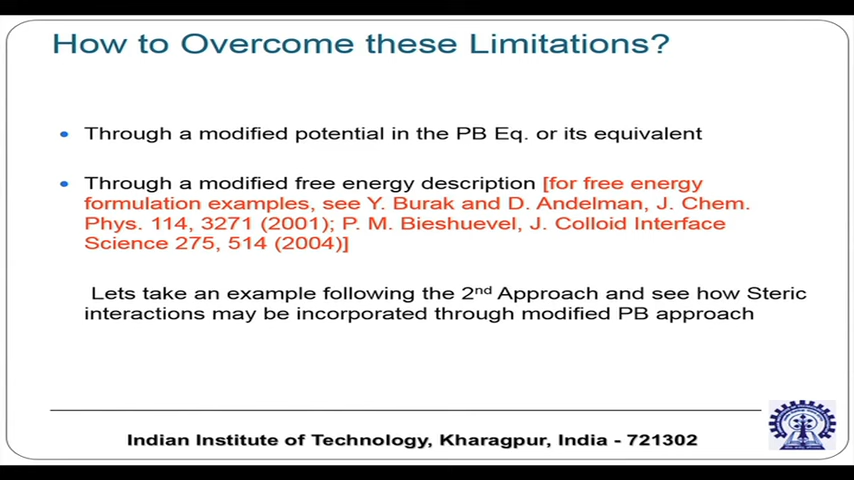 How to Overcome these Limitations?
Through a modified potential in the PB Eq. or its equivalent
Through a modified free energy description [for free energy
formulation examples, see Y. Burak and D. Andelman, J. Chem.
Phys. 114, 3271 (2001); P. M. Bieshuevel, J. Colloid Interface
Science 275, 514 (2004)]
Lets take an example following the 2nd Approach and see how Steric
interactions may be incorporated through modified PB approach
Indian Institute of Technology, Kharagpur, India - 721302